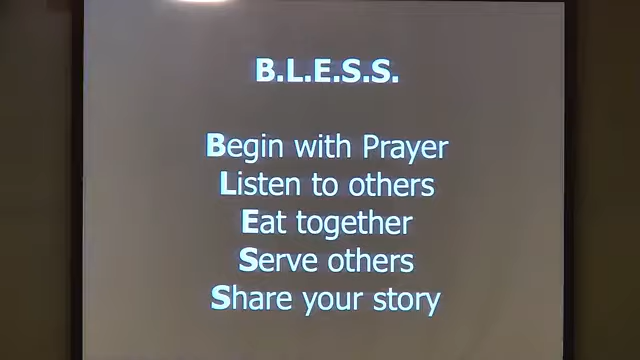 B.L.E.S.S.
Begin with Prayer
Listen to others
Eat together
Serve others
Share your story